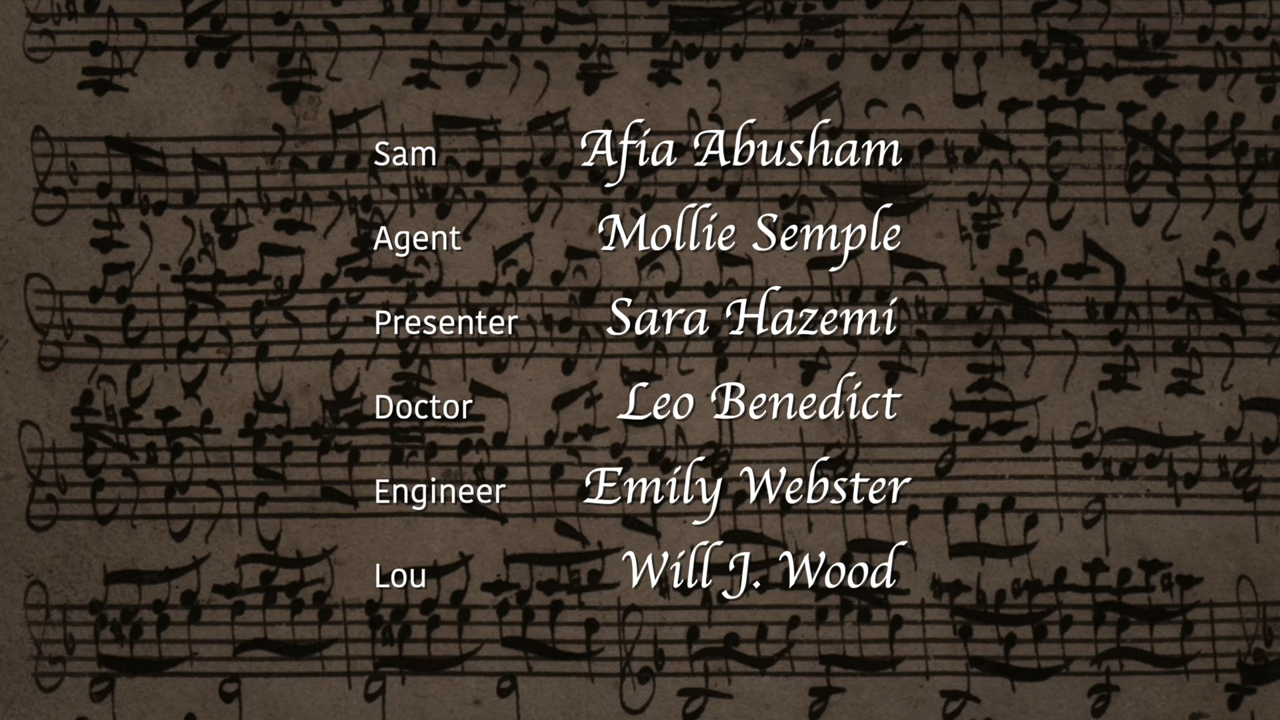 Sam Afia Abusham
Agent Mollie Semple
Presenter Sara Hazemi
Doctor Leo Benedict
Engineer Emily Webster
Lou Will J. Wood